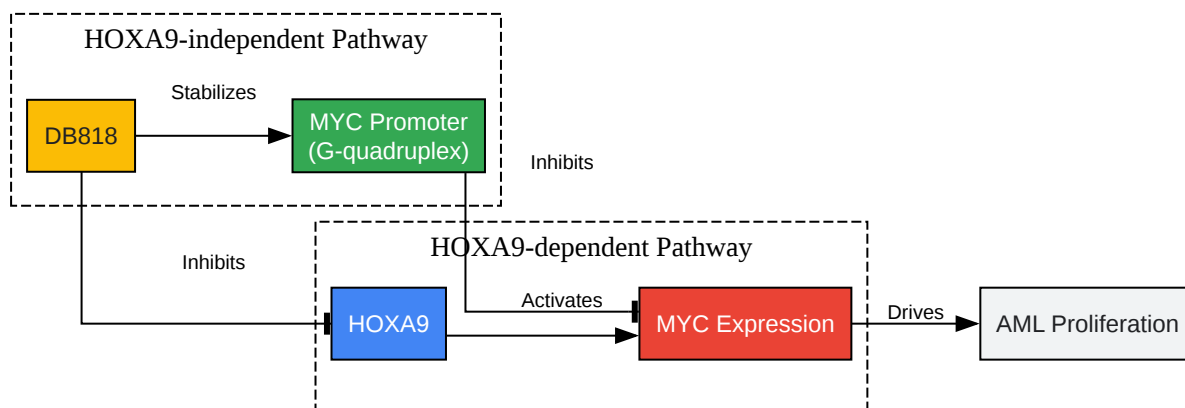 HOXA9-independent Pathway
Stabilizes
DB818
MYC Promoter
(G-quadruplex)
Inhibits
HOXA9-dependent Pathway
Inhibits
HOXA9
Activates
MYC Expression
Drives
AML Proliferation